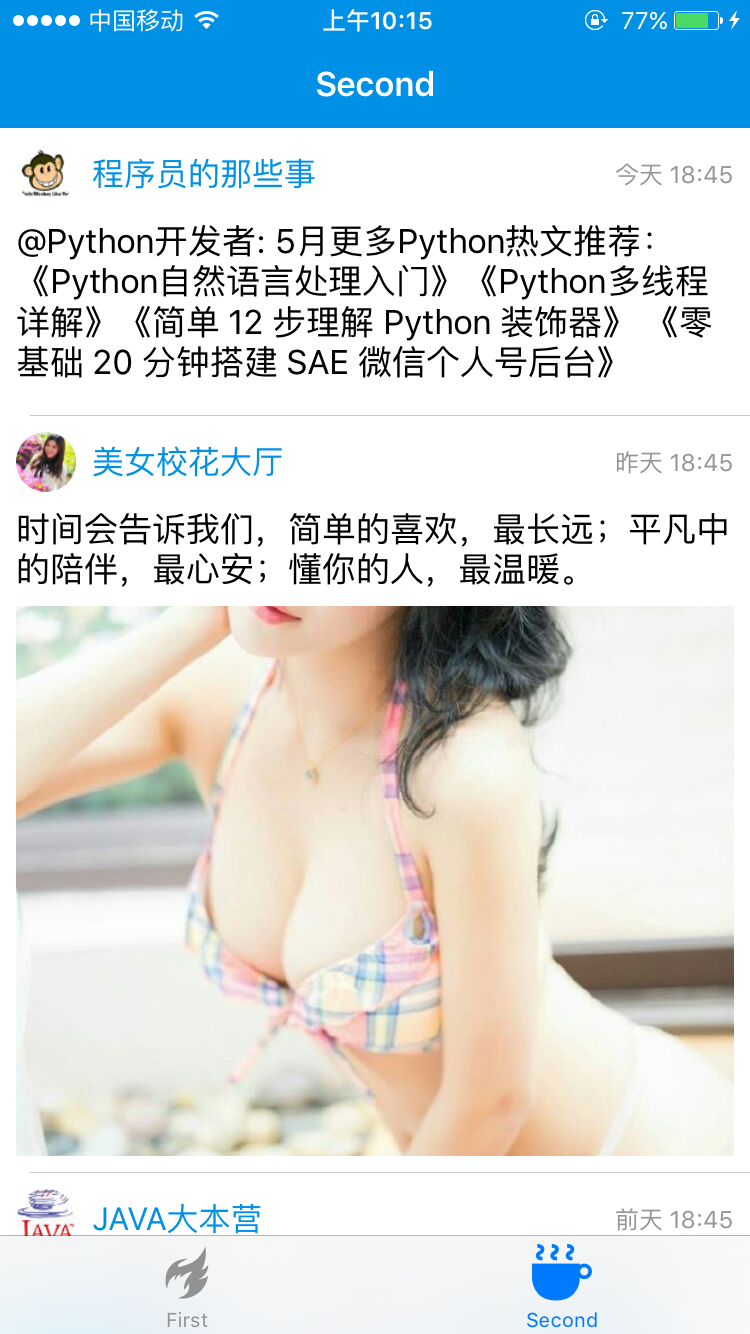 中国移动 上午10:15 77%
Second
程序员的那些事 今天 18:45
@Python开发者: 5月更多Python热文推荐：
《Python自然语言处理入门》《Python多线程
详解》《简单 12 步理解 Python 装饰器》 《零
基础 20 分钟搭建 SAE 微信个人号后台》
美女校花大厅 昨天 18:45
时间会告诉我们，简单的喜欢，最长远；平凡中
的陪伴，最心安；懂你的人，最温暖。
JAVA JAVA大本营 前天 18:45
First Second